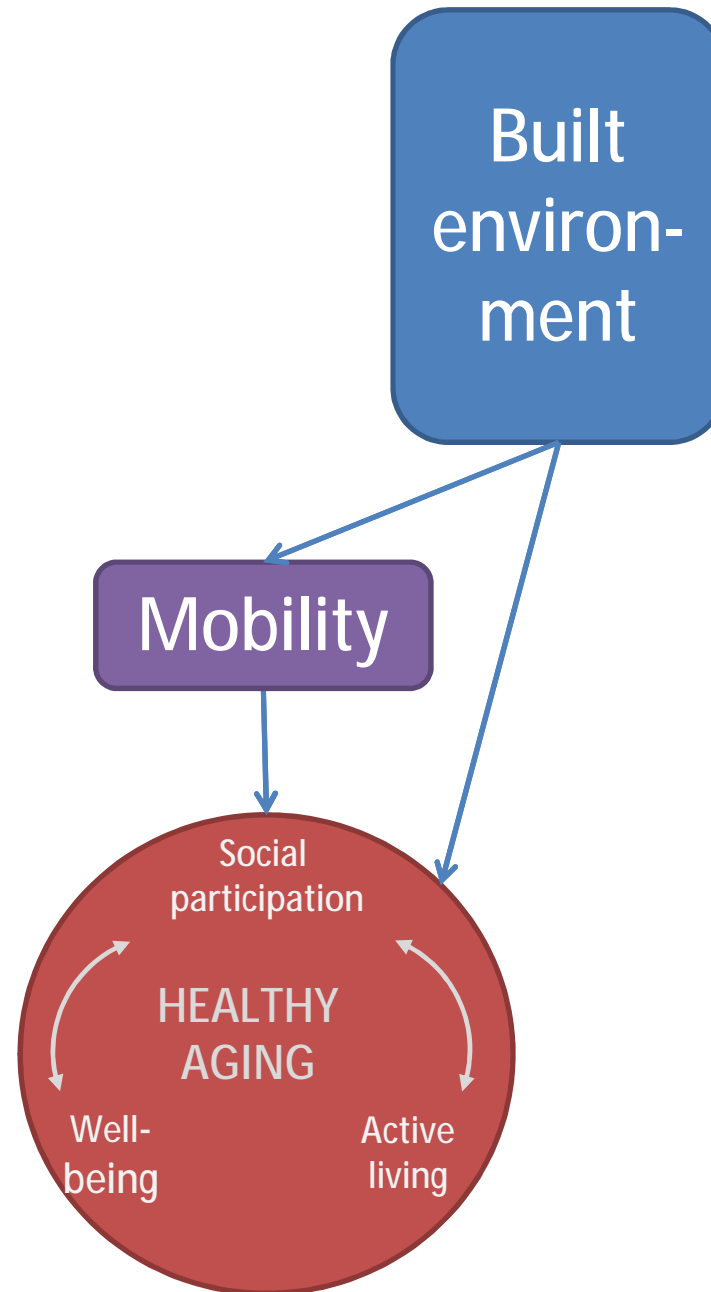 Built
environ-
ment
Mobility
Social
participation
HEALTHY
AGING
Well-
being
Active
living